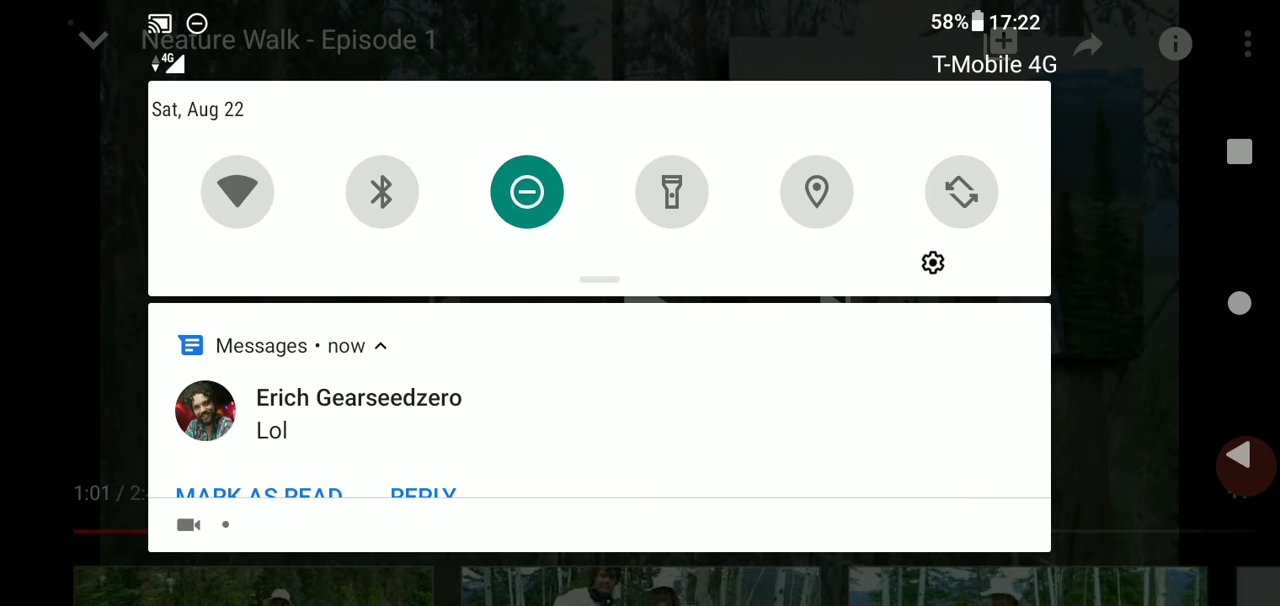 58% 17:22
Neature Walk - Episode 1
4G
T-Mobile 4G
Sat, Aug 22
Messages • now
Erich Gearseedzero
Lol
MARK AS READ REPLY
1:01 / 2: